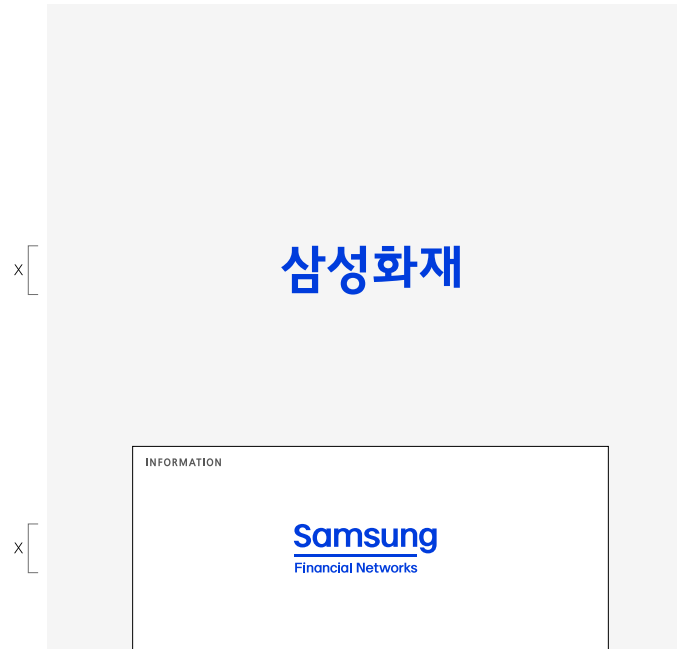 X
삼성화재
INFORMATION
X
Samsung
Financial Networks